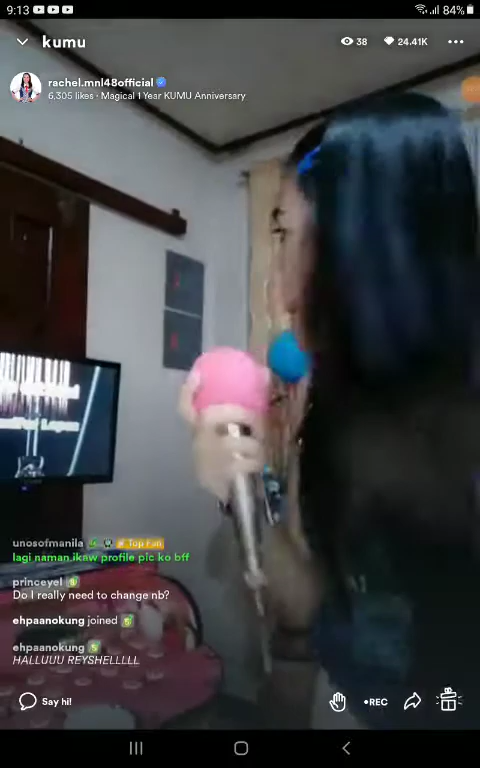 9:13
84%
kumu
38
24.41K
rachel.mnl48official
6,305 likes · Magical 1 Year KUMU Anniversary
unosofmanila Top Fan
lagi naman ikaw profile pic ko bff
princeyel
Do I really need to change nb?
ehpaanokung joined
ehpaanokung
HALLUUU REYSHELLLLL
Say hi!
•REC